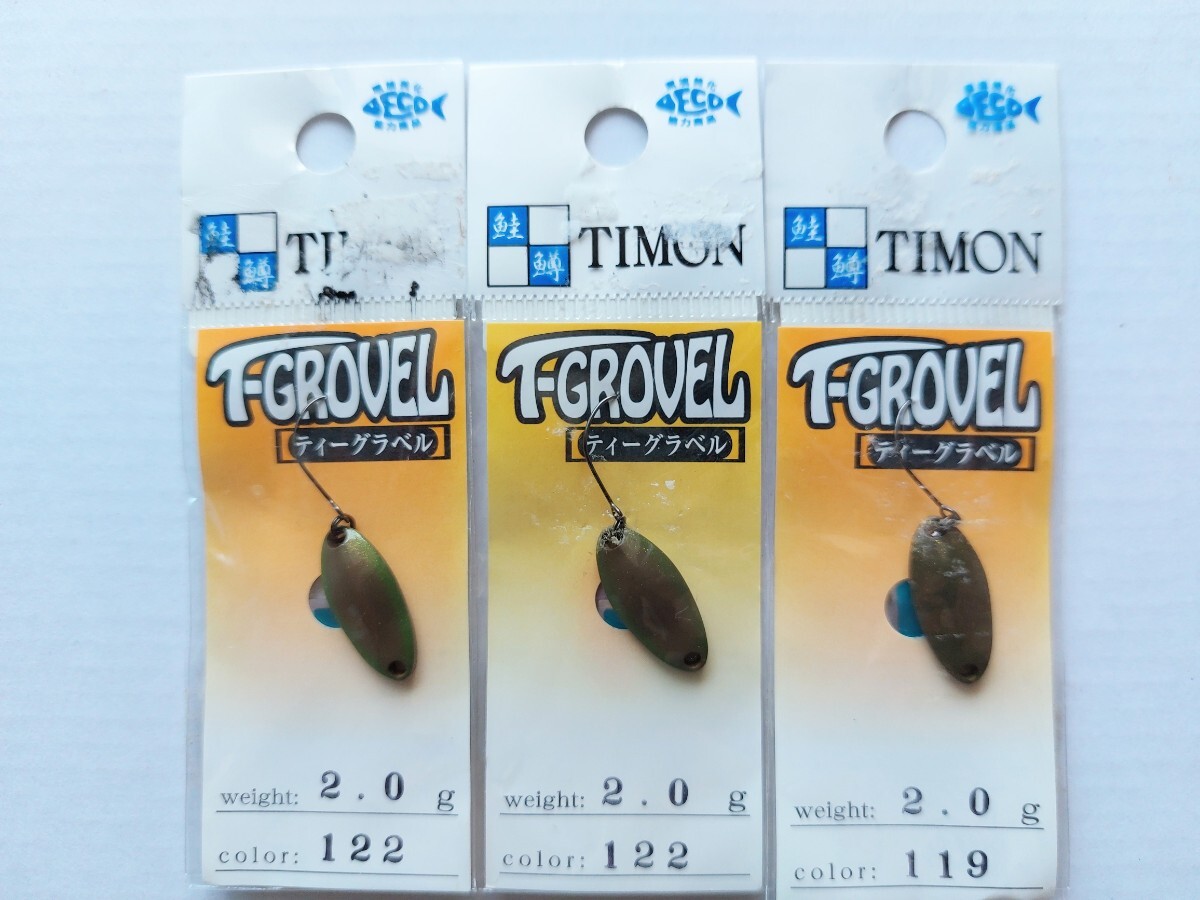 ECO
鮭
鱒
T-GROVEL
ティーグラベル
weight: 2.0 g
color: 122
ECO
鮭
鱒 TIMON
T-GROVEL
ティーグラベル
weight: 2.0 g
color: 122
ECO
鮭
鱒 TIMON
T-GROVEL
ティーグラベル
weight: 2.0 g
color: 119